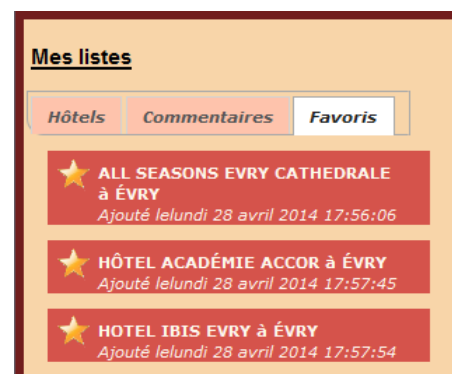 Mes listes
Hôtels Commentaires Favoris
ALL SEASONS EVRY CATHEDRALE
à ÉVRY
Ajouté lelundi 28 avril 2014 17:56:06
HÔTEL ACADÉMIE ACCOR à ÉVRY
Ajouté lelundi 28 avril 2014 17:57:45
HOTEL IBIS EVRY à ÉVRY
Ajouté lelundi 28 avril 2014 17:57:54